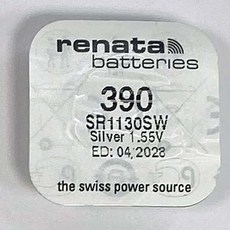 renata
batteries
390
SR1130SW
Silver 1.55V
ED: 04,2028
the swiss power source